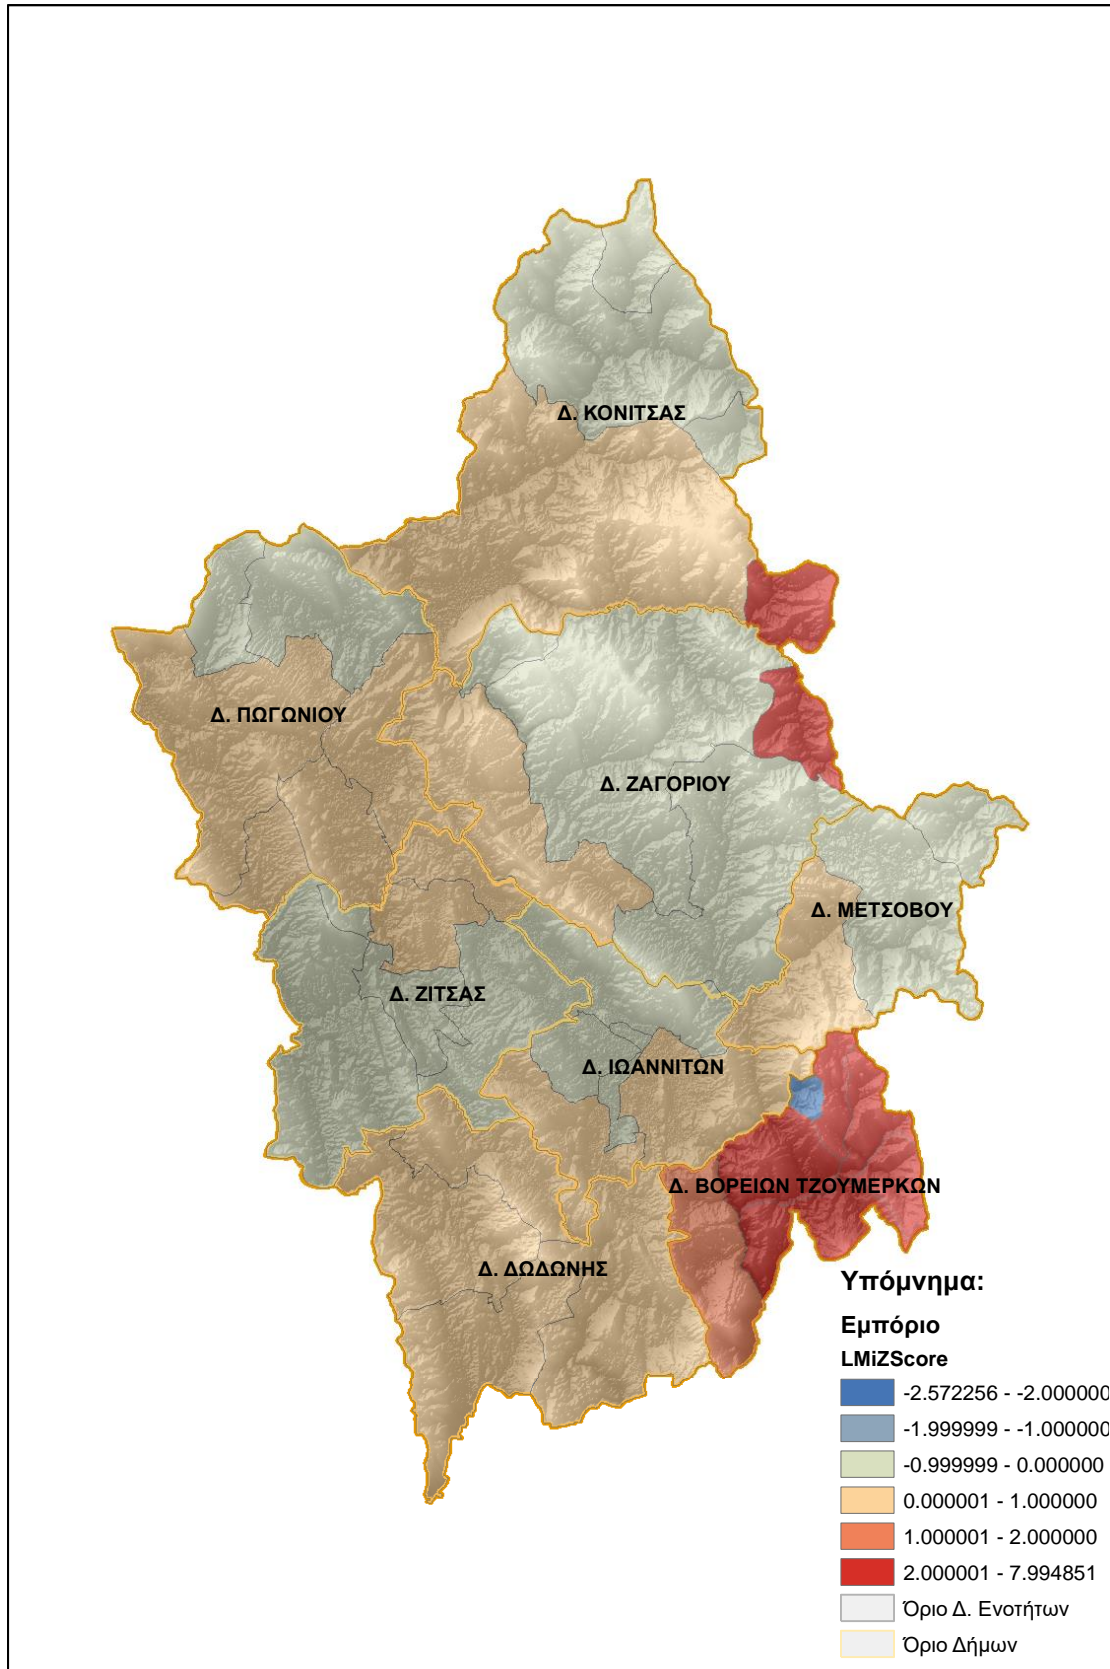 Δ. ΚΟΝΙΤΣΑΣ
Δ. ΠΩΓΩΝΙΟΥ
Δ. ΖΑΓΟΡΙΟΥ
Δ. ΜΕΤΣΟΒΟΥ
Δ. ΖΙΤΣΑΣ
Δ. ΙΩΑΝΝΙΤΩΝ
Δ. ΒΟΡΕΙΩΝ ΤΖΟΥΜΕΡΚΩΝ
Δ. ΔΩΔΩΝΗΣ
Υπόμνημα:
Εμπόριο
LMiZScore
-2.572256 - -2.000000
-1.999999 - -1.000000
-0.999999 - 0.000000
0.000001 - 1.000000
1.000001 - 2.000000
2.000001 - 7.994851
Όριο Δ. Ενοτήτων
Όριο Δήμων